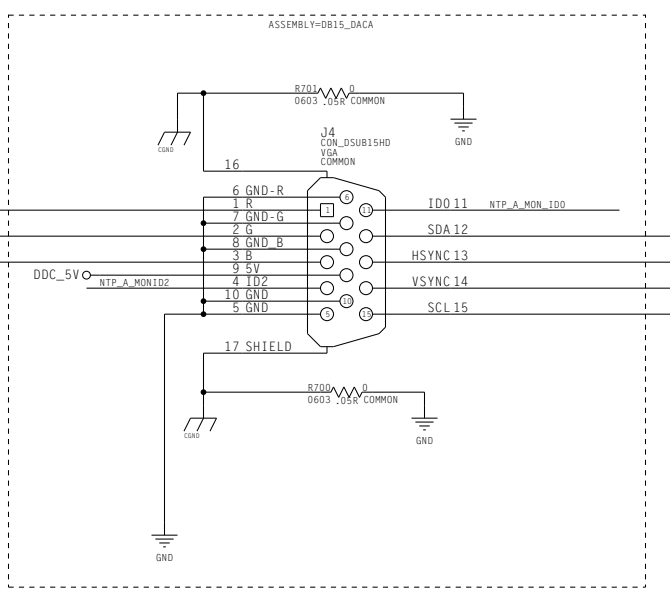 ASSEMBLY=DB15_DACA
R701 0
0603 .05R COMMON
CGND
GND
J4
CON_DSUB15HD
VGA
COMMON
16
6 GND-R
1 R
7 GND-G
2 G
8 GND_B
3 B
9 5V
4 ID2
10 GND
5 GND
DDC_5V
NTP_A_MONID2
6
1
11
10
5
15
ID0 11 NTP_A_MON_ID0
SDA 12
HSYNC 13
VSYNC 14
SCL 15
17 SHIELD
R700 0
0603 .05R COMMON
CGND
GND
GND